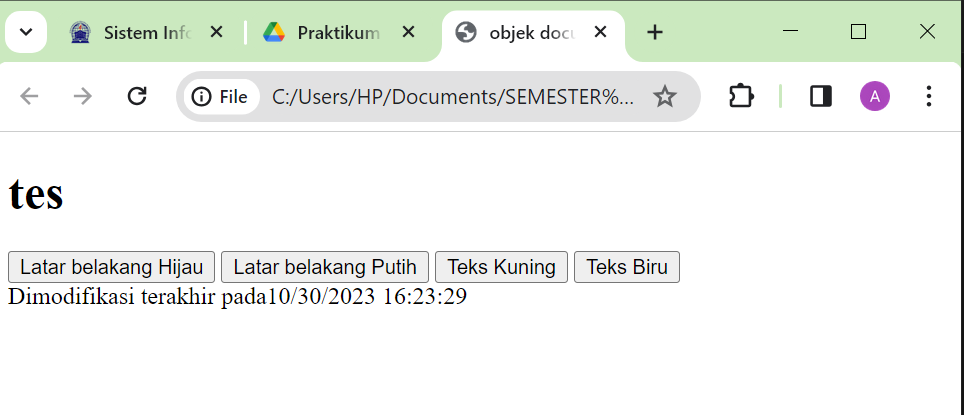 Sistem Info
Praktikum
objek docu
File C:/Users/HP/Documents/SEMESTER%...
A
tes
Latar belakang Hijau Latar belakang Putih Teks Kuning Teks Biru
Dimodifikasi terakhir pada10/30/2023 16:23:29